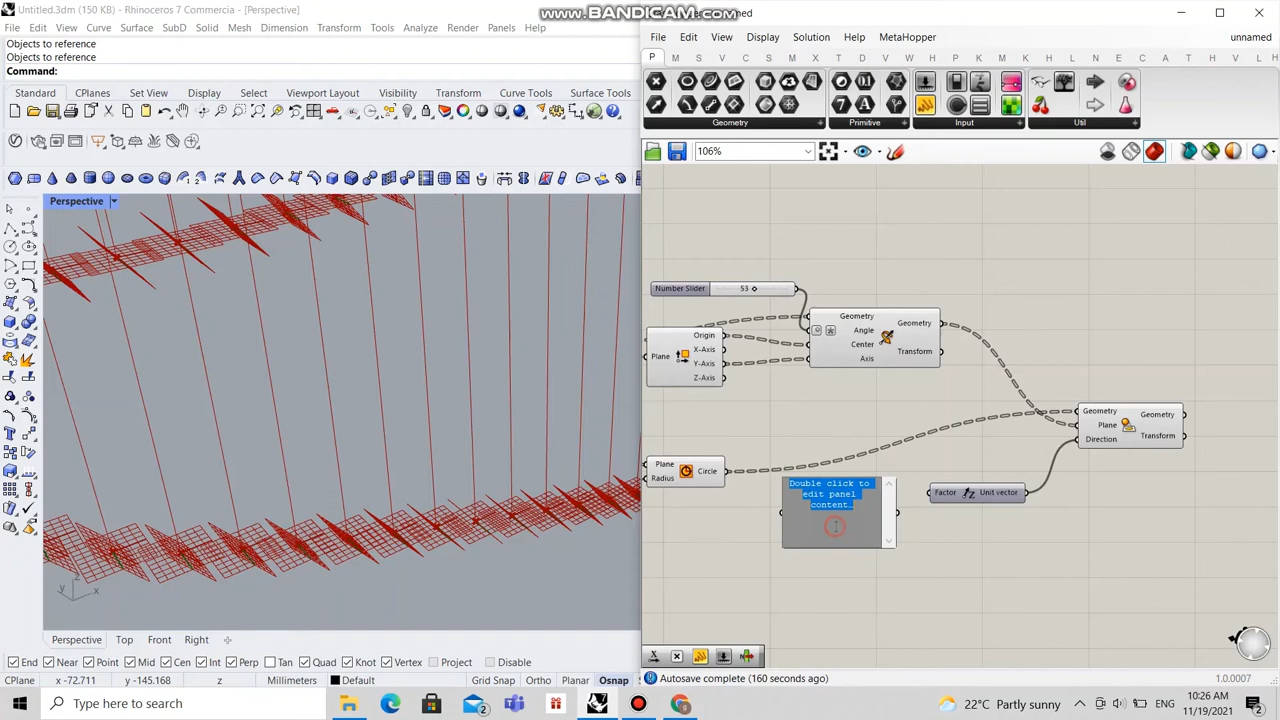 Untitled.3dm (150 KB) - Rhinoceros 7 Commercia - [Perspective]
www.BANDICAM.com
named
File Edit View Curve Surface SubD Solid Mesh Dimension Transform Tools Analyze Render Panels Help
File Edit View Display Solution Help MetaHopper
unnamed
Objects to reference
Objects to reference
Command:
P M S V C S M I T D W H F B M K C E L N E C H V T
Standard CPlanes Set View Display Select Viewport Layout Visibility Transform Curve Tools Surface Tools
Geometry
Primitive
Input
Util
106%
Perspective
Number Slider
53
Plane
Origin
X-Axis
Y-Axis
Z-Axis
Geometry
Angle
Center
Axis
Geometry
Transform
Geometry
Plane
Direction
Geometry
Transform
Plane
Radius
Circle
Double click to
edit panel
content…
Factor
Unit vector
z
y
x
Perspective Top Front Right
End Near Point Mid Cen Int Perp Tan Quad Knot Vertex Project Disable
CPlane x -72.711 y -145.168 z Millimeters Default Grid Snap Ortho Planar Osnap
Autosave complete (160 seconds ago)
1.0.0007
Type here to search
22°C Partly sunny
ENG
10:26 AM
11/19/2021